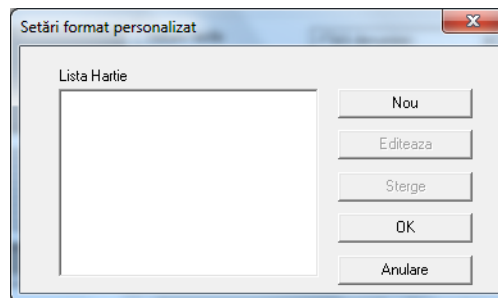 Setări format personalizat
Lista Hartie
Nou
Editeaza
Sterge
OK
Anulare